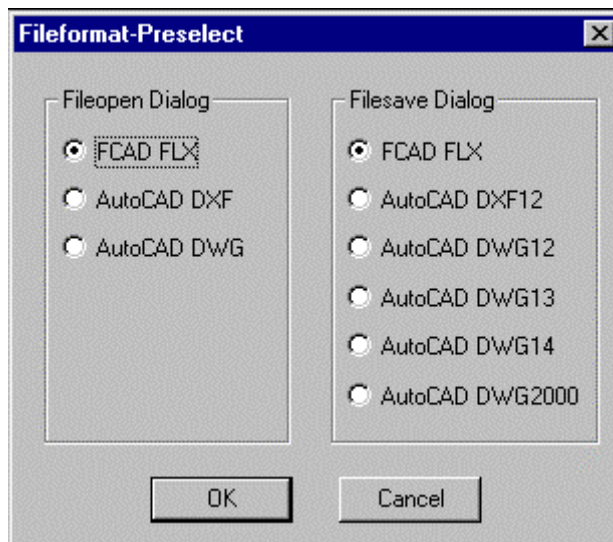 Fileformat-Preselect
Fileopen Dialog
FCAD FLX
AutoCAD DXF
AutoCAD DWG
Filesave Dialog
FCAD FLX
AutoCAD DXF12
AutoCAD DWG12
AutoCAD DWG13
AutoCAD DWG14
AutoCAD DWG2000
OK
Cancel